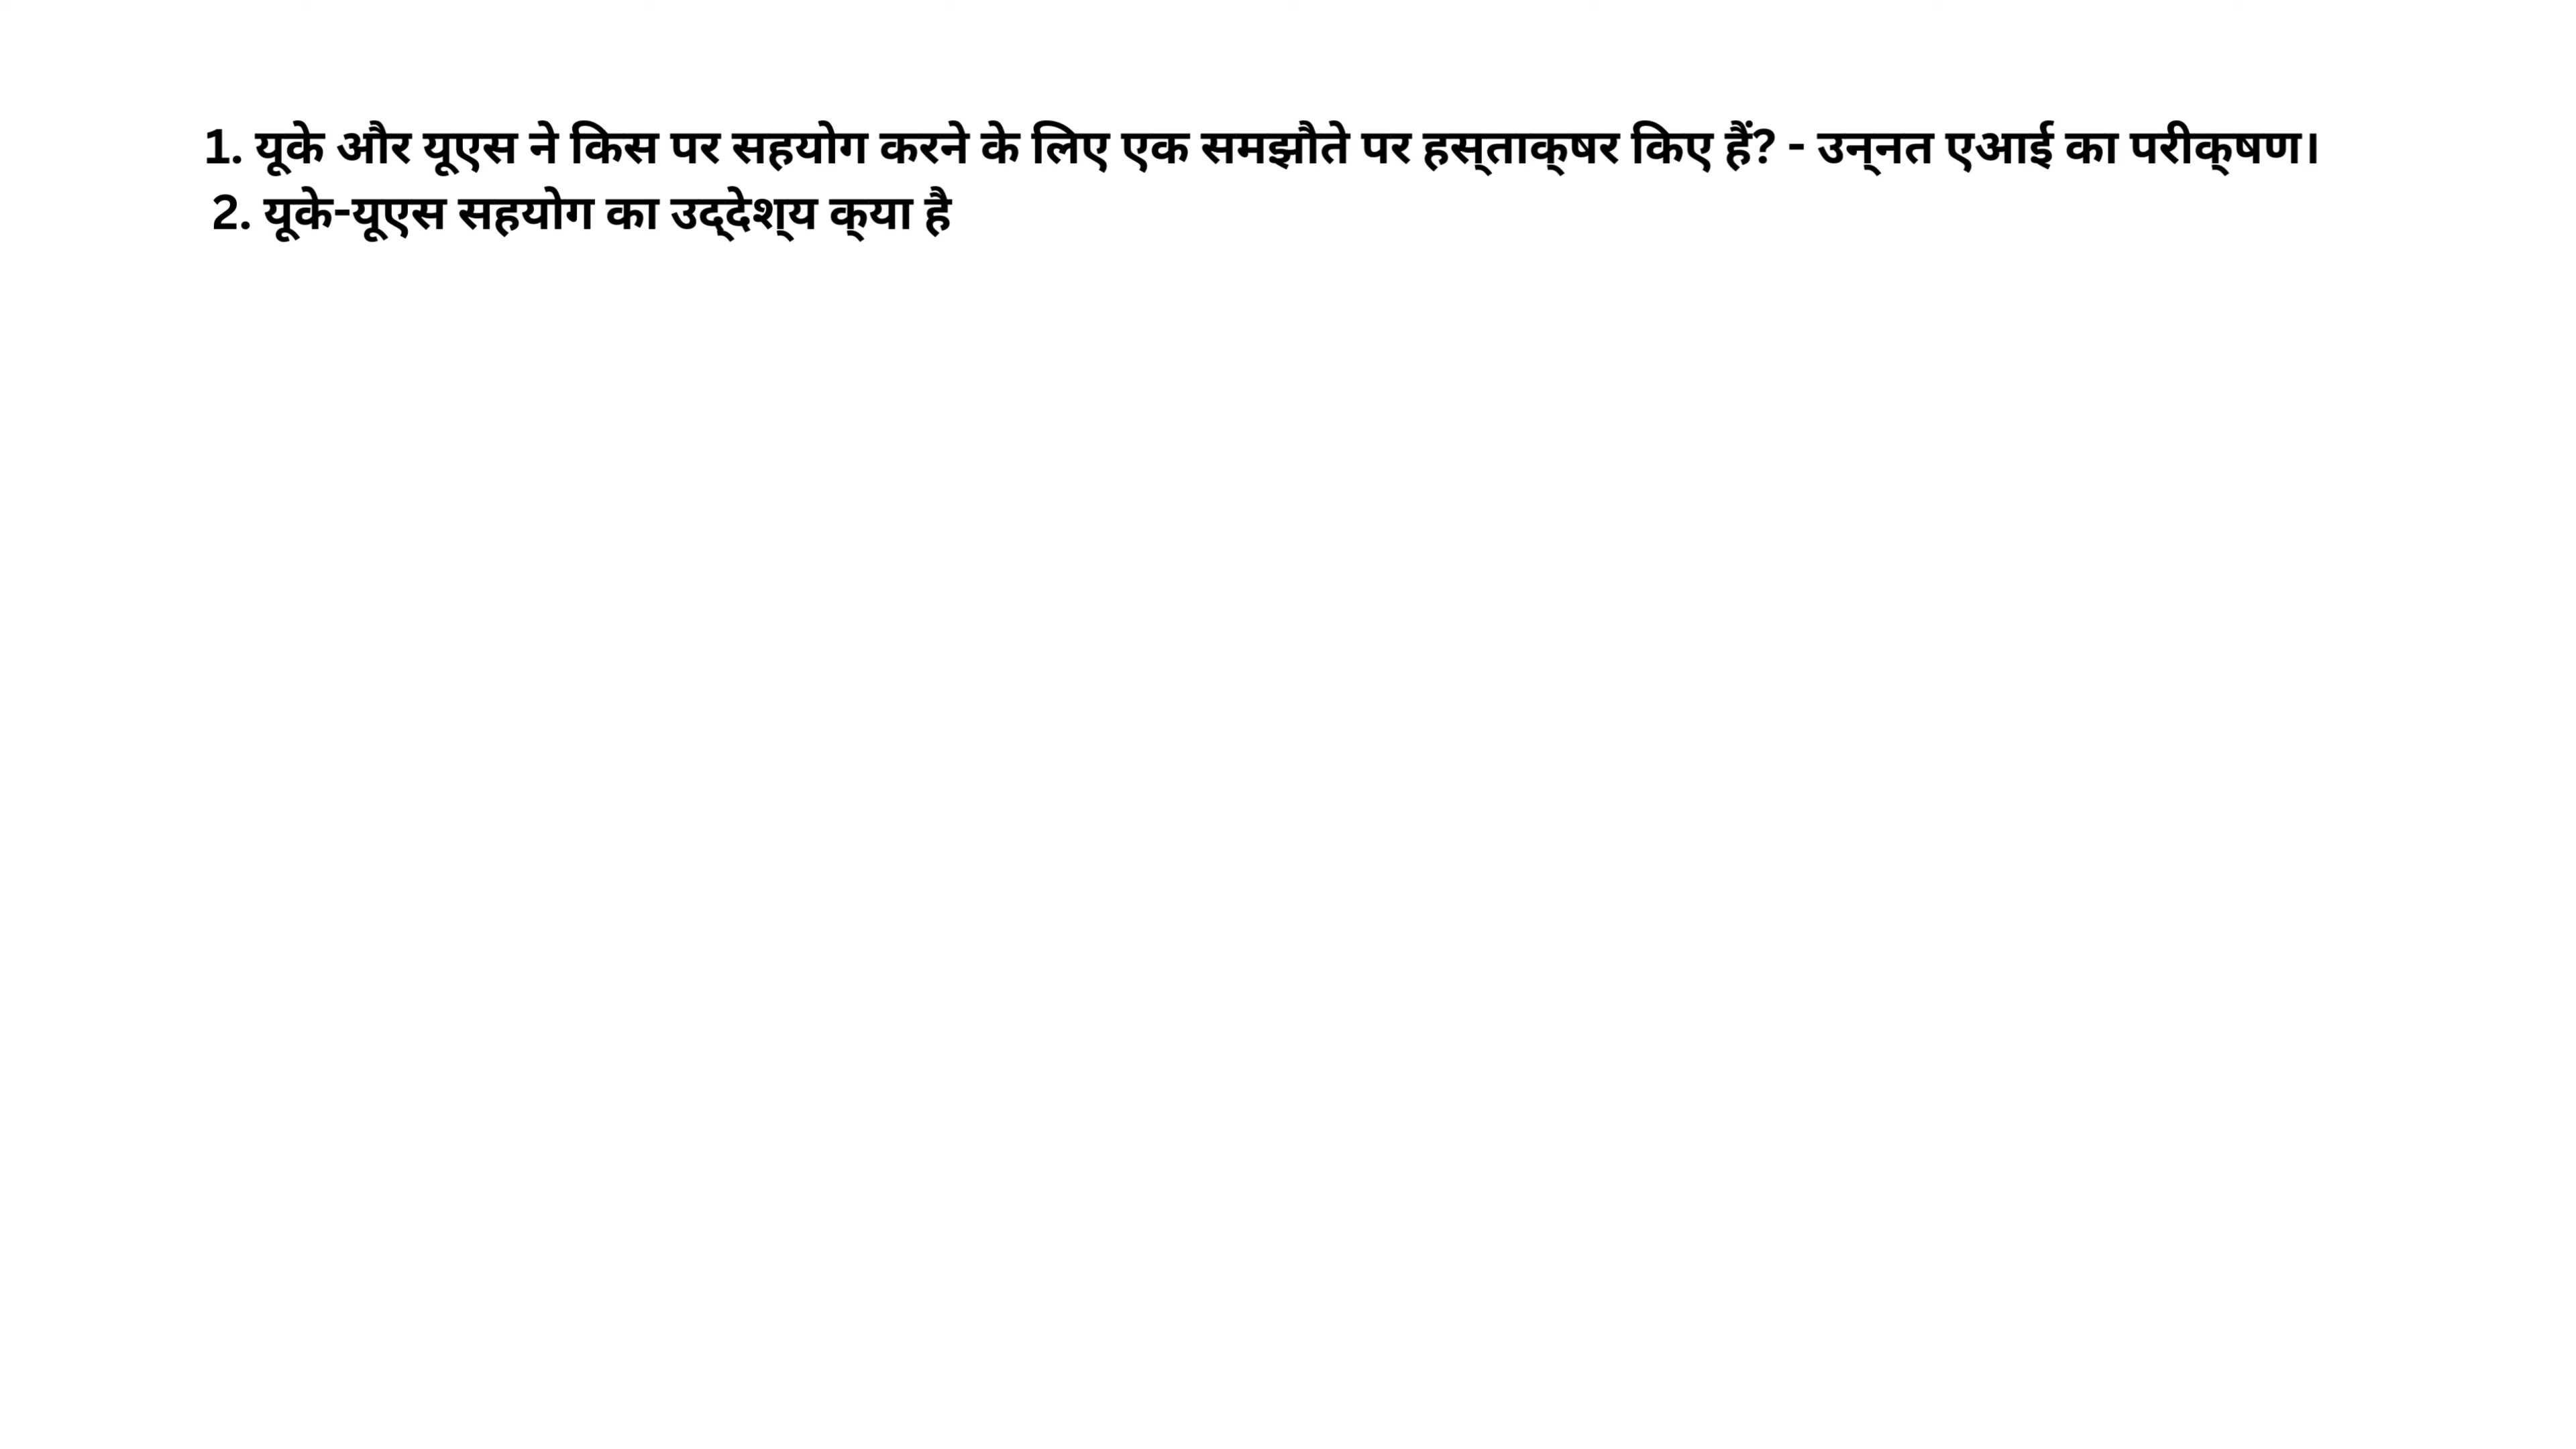 1. यूके और यूएस ने किस पर सहयोग करने के लिए एक समझौते पर हस्ताक्षर किए हैं? - उन्नत एआई का परीक्षण।
2. यूके-यूएस सहयोग का उद्देश्य क्या है